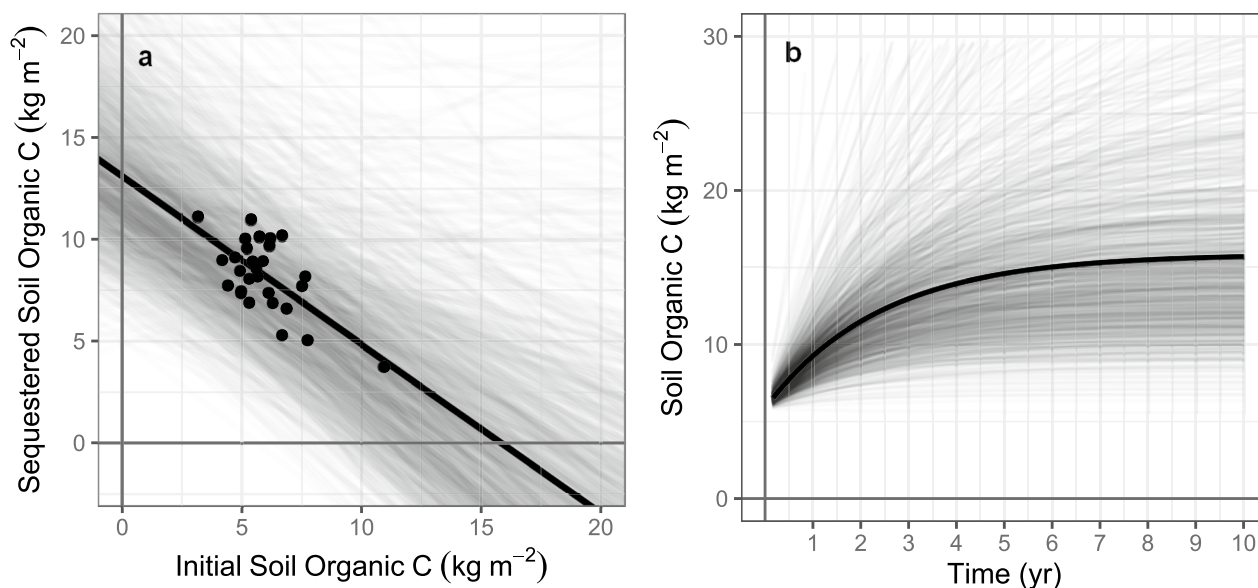 a
Sequestered Soil Organic C (kg m⁻²)
20
15
10
5
0
0 5 10 15 20
Initial Soil Organic C (kg m⁻²)
b
Soil Organic C (kg m⁻²)
30
20
10
0
1 2 3 4 5 6 7 8 9 10
Time (yr)